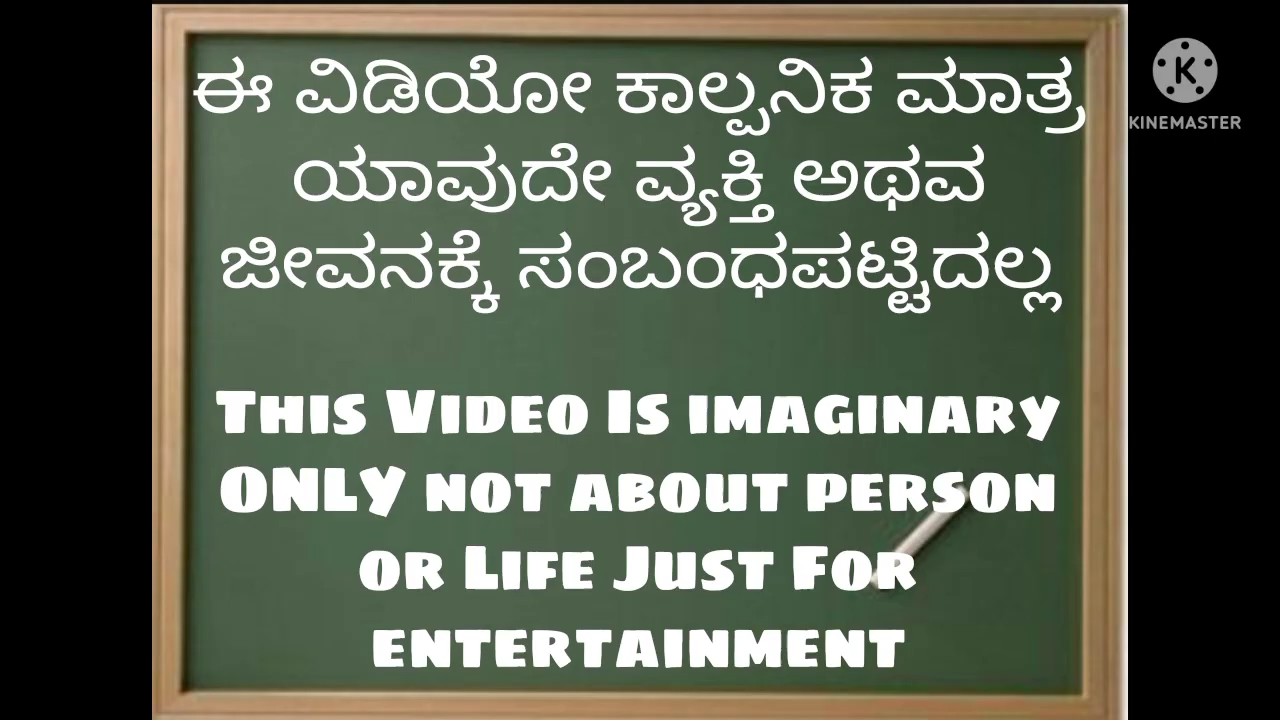 ಈ ವಿಡಿಯೋ ಕಾಲ್ಪನಿಕ ಮಾತ್ರ
ಯಾವುದೇ ವ್ಯಕ್ತಿ ಅಥವ
ಜೀವನಕ್ಕೆ ಸಂಬಂಧಪಟ್ಟಿದಲ್ಲ
This Video Is imaginary
ONLY not about person
or Life Just For
entertainment
K
KINEMASTER